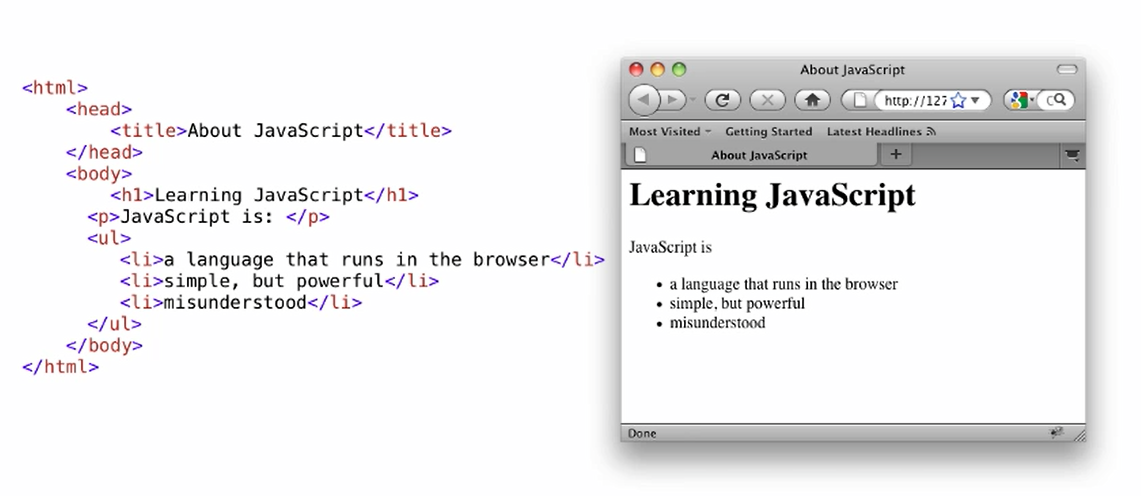 <html>
<head>
<title>About JavaScript</title>
</head>
<body>
<h1>Learning JavaScript</h1>
<p>JavaScript is: </p>
<ul>
<li>a language that runs in the browser</li>
<li>simple, but powerful</li>
<li>misunderstood</li>
</ul>
</body>
</html>
About JavaScript
http://127
Most Visited Getting Started Latest Headlines
About JavaScript
Learning JavaScript
JavaScript is
• a language that runs in the browser
• simple, but powerful
• misunderstood
Done